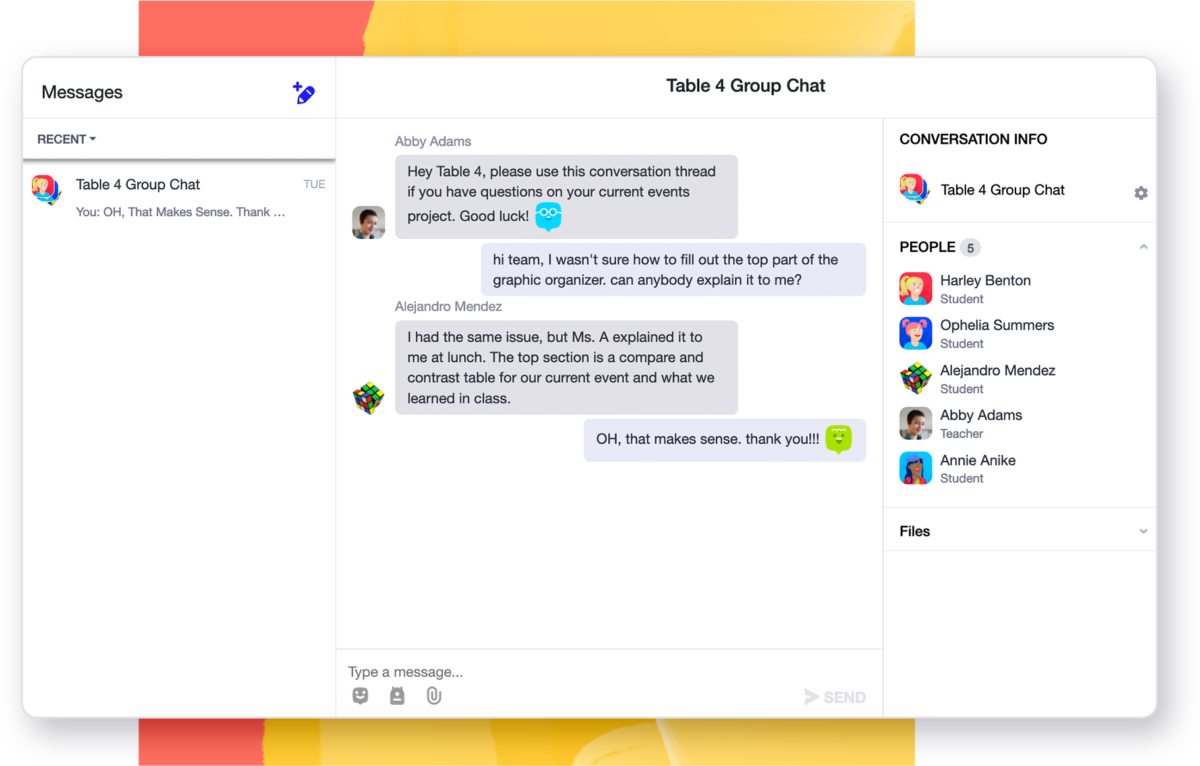 Messages
RECENT
Table 4 Group Chat
TUE
You: OH, That Makes Sense. Thank ...
Table 4 Group Chat
Abby Adams
Hey Table 4, please use this conversation thread
if you have questions on your current events
project. Good luck!
hi team, I wasn't sure how to fill out the top part of the
graphic organizer. can anybody explain it to me?
Alejandro Mendez
I had the same issue, but Ms. A explained it to
me at lunch. The top section is a compare and
contrast table for our current event and what we
learned in class.
OH, that makes sense. thank you!!!
Type a message...
SEND
CONVERSATION INFO
Table 4 Group Chat
PEOPLE 5
Harley Benton
Student
Ophelia Summers
Student
Alejandro Mendez
Student
Abby Adams
Teacher
Annie Anike
Student
Files